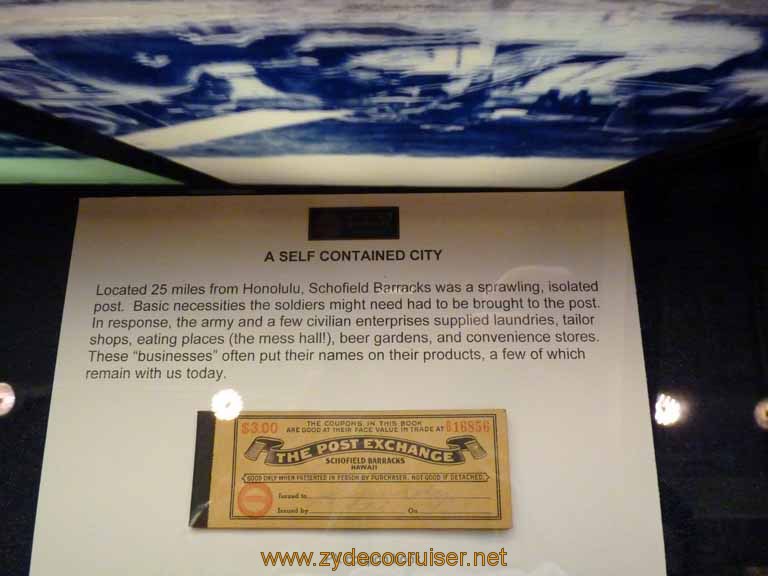 A SELF CONTAINED CITY
Located 25 miles from Honolulu, Schofield Barracks was a sprawling, isolated
post. Basic necessities the soldiers might need had to be brought to the post.
In response, the army and a few civilian enterprises supplied laundries, tailor
shops, eating places (the mess hall!), beer gardens, and convenience stores.
These “businesses” often put their names on their products, a few of which
remain with us today.
$3.00
THE COUPONS IN THIS BOOK
ARE GOOD AT THEIR FACE VALUE IN TRADE AT
16856
THE POST EXCHANGE
SCHOFIELD BARRACKS
HAWAII
GOOD ONLY WHEN PRESENTED IN PERSON BY PURCHASER. NOT GOOD IF DETACHED.
Issued to
Issued by On
www.zydecocruiser.net